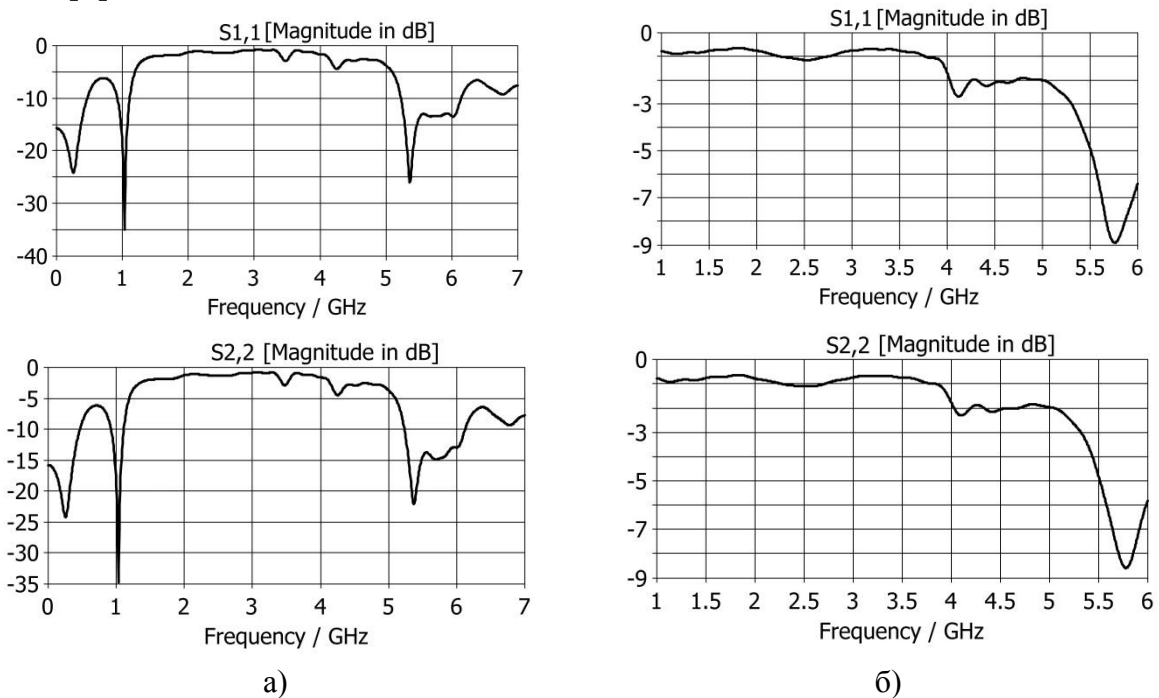 S1,1 [Magnitude in dB]
0
-10
-20
-30
-40
0 1 2 3 4 5 6 7
Frequency / GHz
S1,1 [Magnitude in dB]
0
-3
-5
-7
-9
1 1.5 2 2.5 3 3.5 4 4.5 5 5.5 6
Frequency / GHz
S2,2 [Magnitude in dB]
0
-5
-10
-15
-20
-25
-30
-35
0 1 2 3 4 5 6 7
Frequency / GHz
S2,2 [Magnitude in dB]
0
-3
-5
-7
-9
1 1.5 2 2.5 3 3.5 4 4.5 5 5.5 6
Frequency / GHz
а)
б)